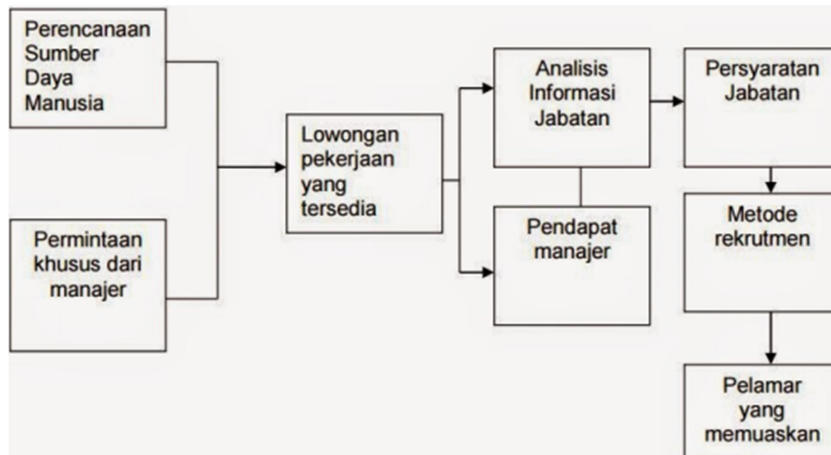 Perencanaan
Sumber
Daya
Manusia
Permintaan
khusus dari
manajer
Lowongan
pekerjaan
yang
tersedia
Analisis
Informasi
Jabatan
Pendapat
manajer
Persyaratan
Jabatan
Metode
rekrutmen
Pelamar
yang
memuaskan